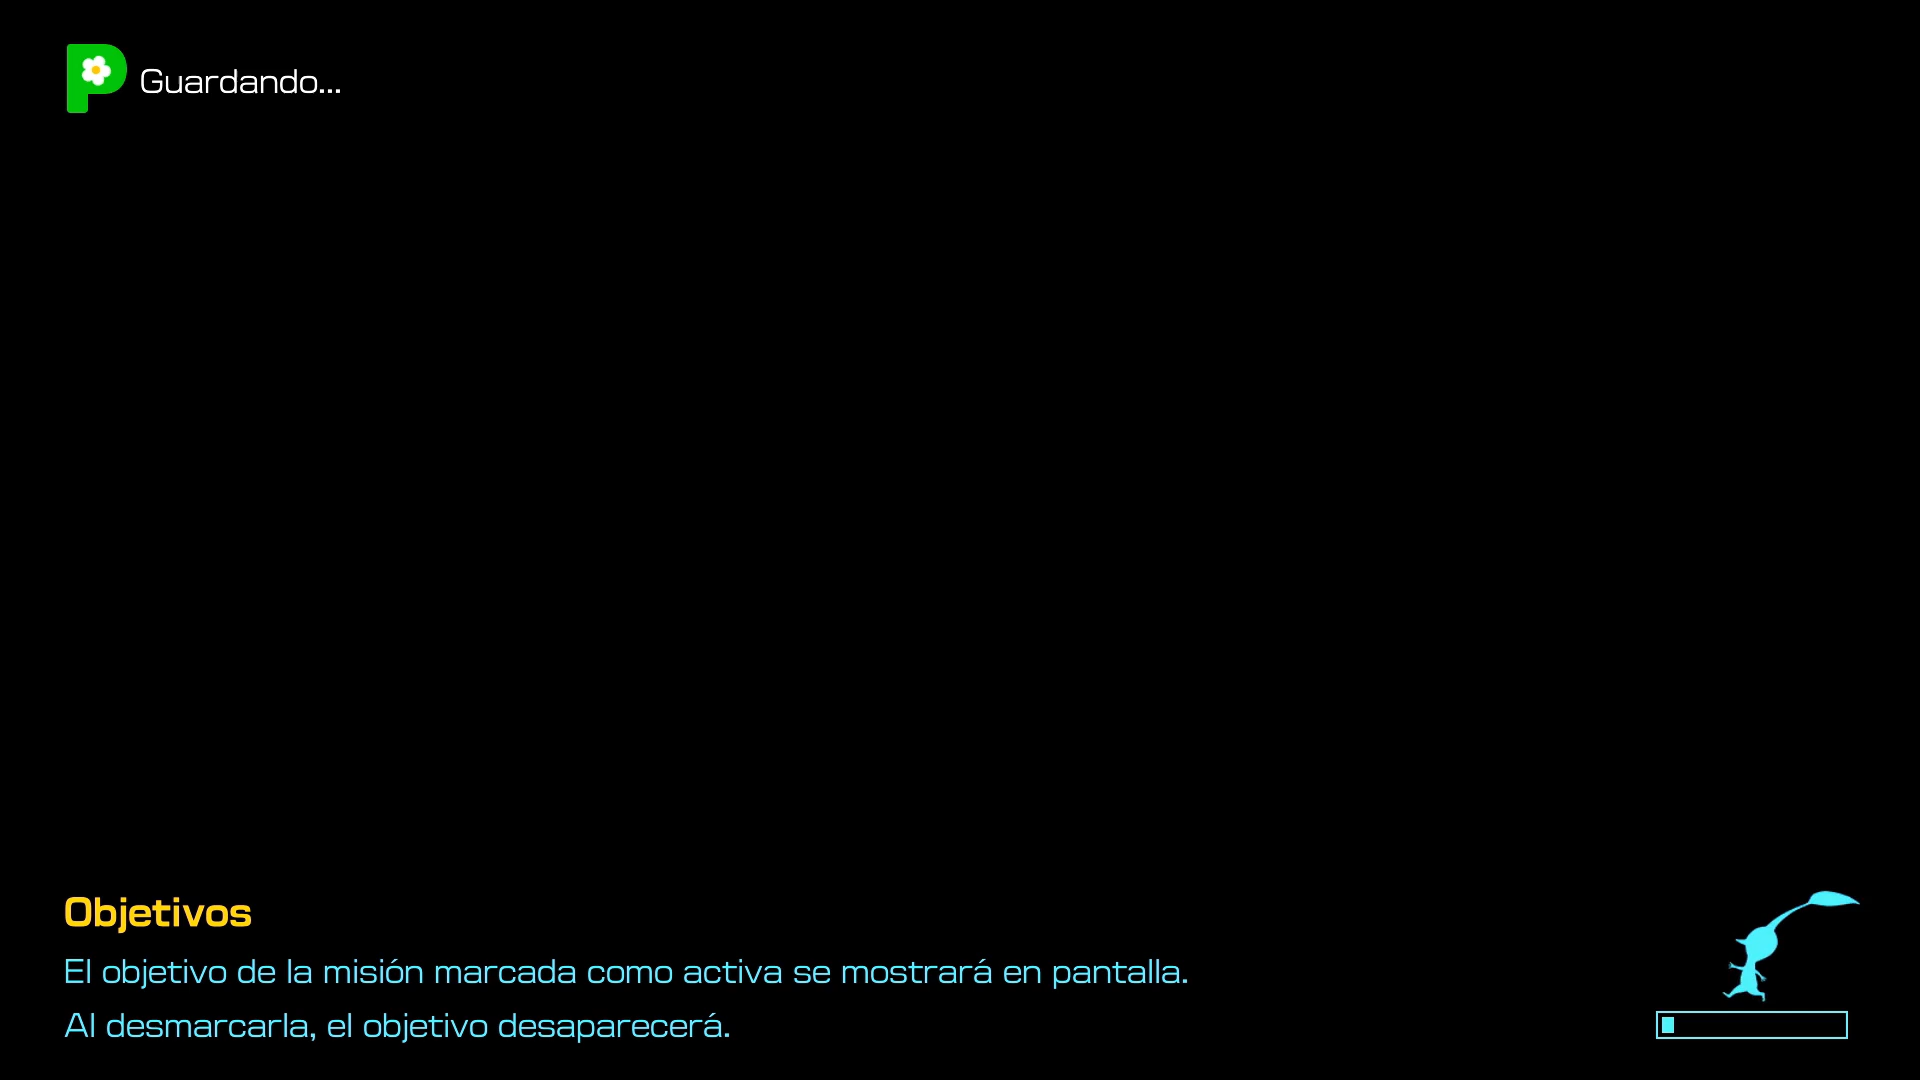 P Guardando...
Objetivos
El objetivo de la misión marcada como activa se mostrará en pantalla.
Al desmarcarla, el objetivo desaparecerá.